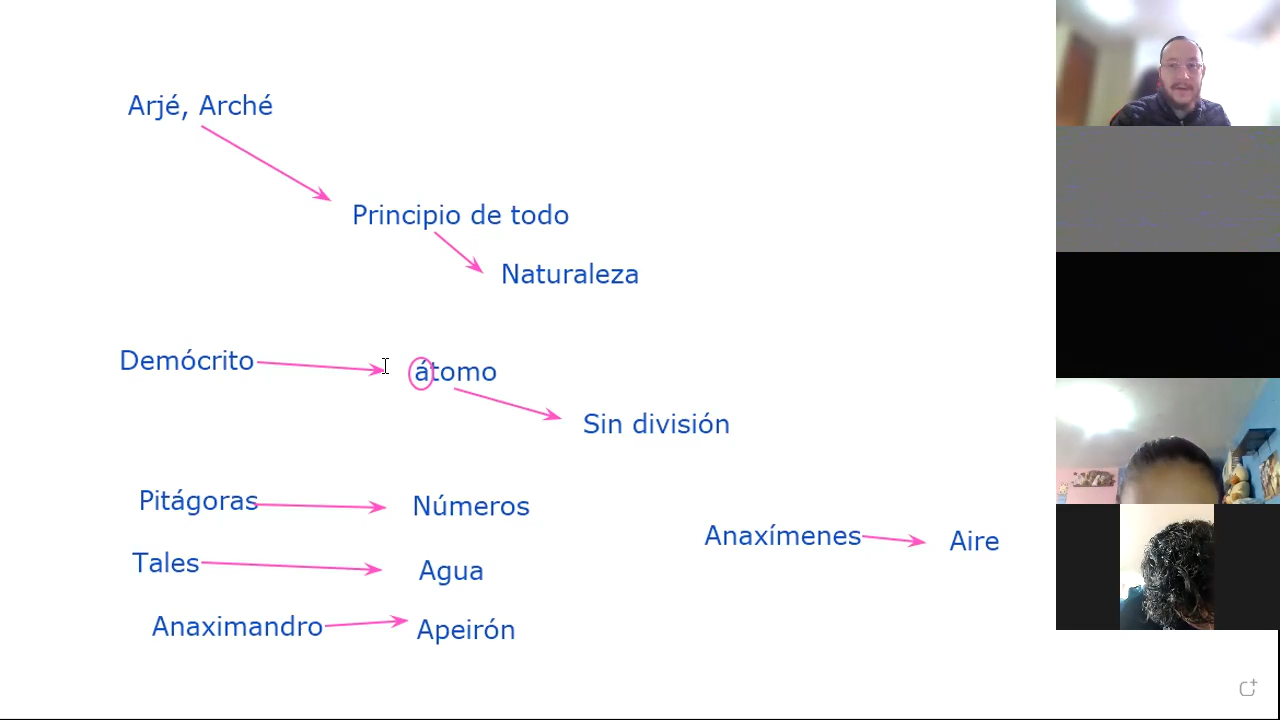 Arjé, Arché
Principio de todo
Naturaleza
Demócrito
átomo
Sin división
Pitágoras
Números
Tales
Agua
Anaximandro
Apeirón
Anaxímenes
Aire